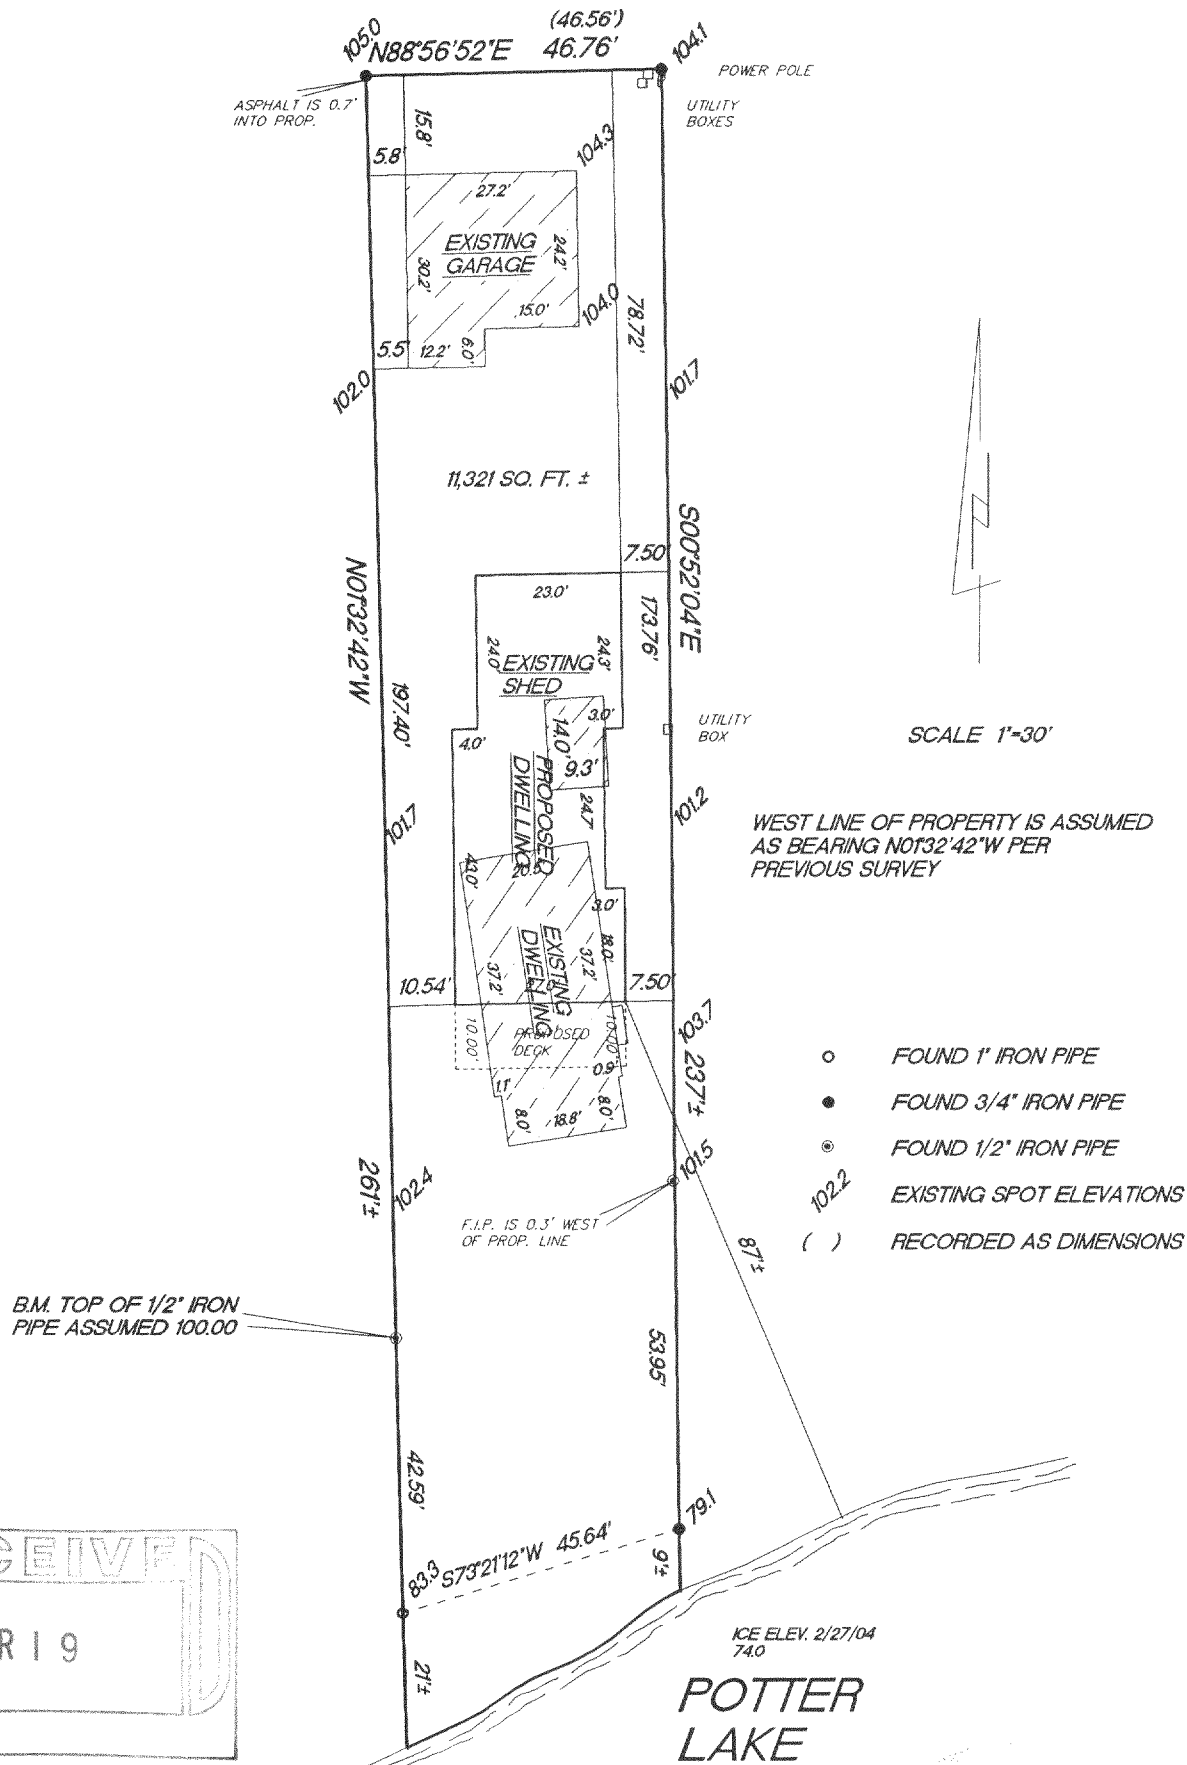 (46.56')
105.0
N88°56'52"E 46.76'
104.1
POWER POLE
ASPHALT IS 0.7'
INTO PROP.
UTILITY
BOXES
15.8'
5.8'
104.3
27.2'
EXISTING
GARAGE
24.2'
30.2'
15.0'
104.0
78.72'
5.5'
12.2'
6.0'
102.0
101.7
11,321 SQ. FT. ±
S00°52'04"E
7.50'
N01°32'42"W
23.0'
173.76'
24.0'
24.3'
EXISTING
SHED
197.40'
3.0'
4.0'
14.0'
9.3'
UTILITY
BOX
SCALE 1"=30'
PROPOSED
DWELLING
24.7'
101.2
101.7
WEST LINE OF PROPERTY IS ASSUMED
AS BEARING N01°32'42"W PER
PREVIOUS SURVEY
43.0'
20.5'
3.0'
18.0'
EXISTING
DWELLING
37.2'
37.2'
10.54'
7.50'
103.7
10.00'
PROPOSED
DECK
10.00'
237'±
1.1'
0.9'
8.0'
18.8'
8.0'
FOUND 1" IRON PIPE
FOUND 3/4" IRON PIPE
FOUND 1/2" IRON PIPE
102.2
EXISTING SPOT ELEVATIONS
( ) RECORDED AS DIMENSIONS
261'±
102.4
101.5
F.I.P. IS 0.3' WEST
OF PROP. LINE
87'±
B.M. TOP OF 1/2" IRON
PIPE ASSUMED 100.00
53.95'
42.59'
79.1
S73°21'12"W 45.64'
83.3
9'±
21'±
CEIVE D
R 19
ICE ELEV. 2/27/04
74.0
POTTER
LAKE